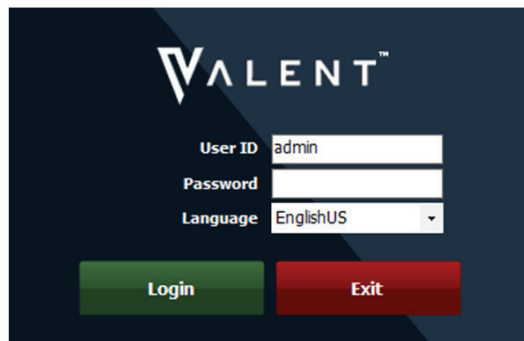 VALENT™
User ID admin
Password
Language EnglishUS
Login Exit